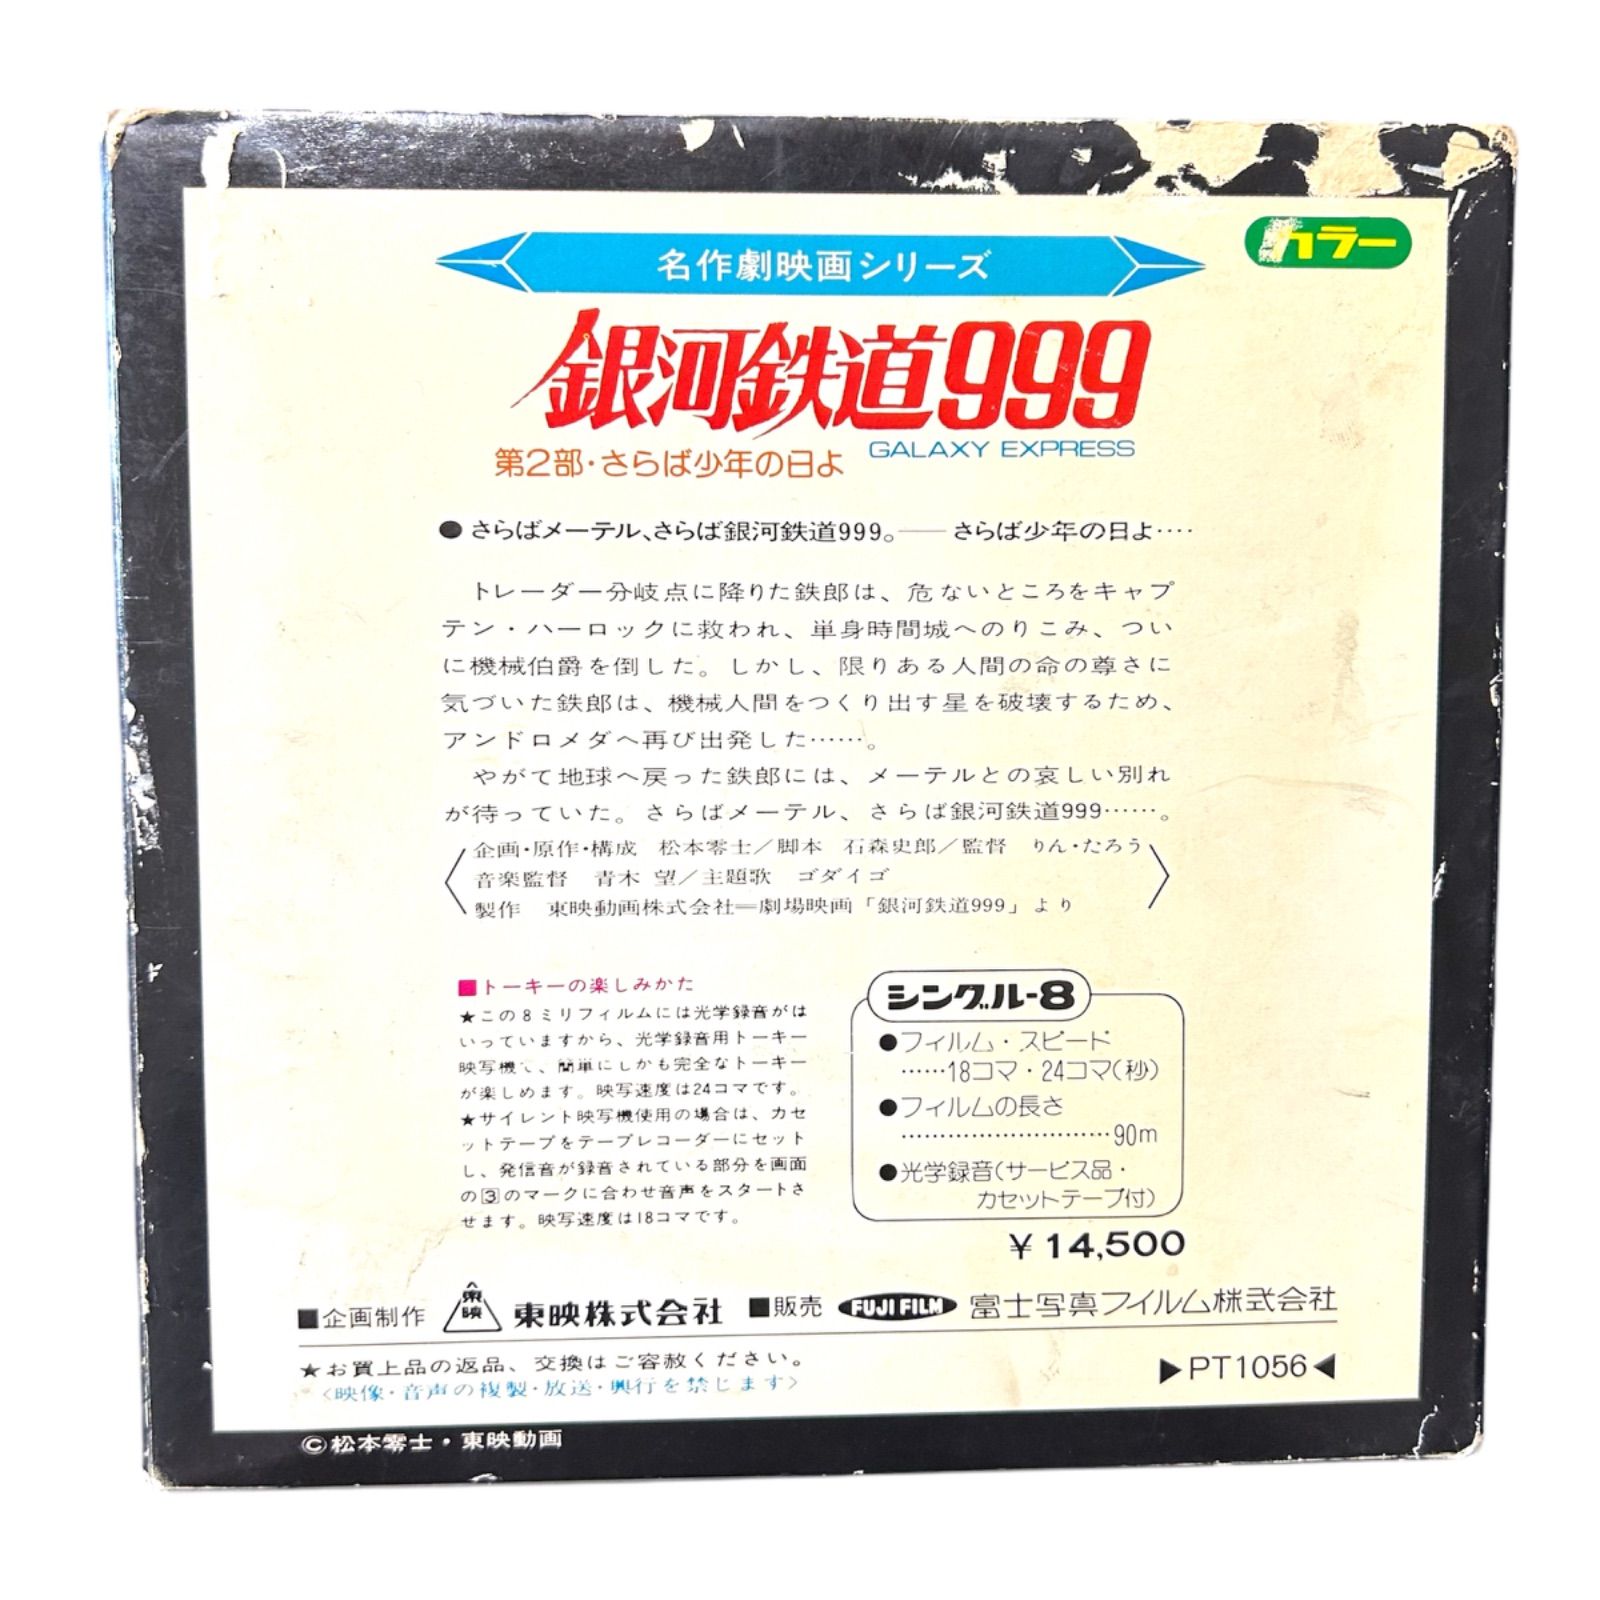 名作劇映画シリーズ
カラー
銀河鉄道999
GALAXY EXPRESS
第2部・さらば少年の日よ
●さらばメーテル、さらば銀河鉄道999。——さらば少年の日よ‥‥
トレーダー分岐点に降りた鉄郎は、危ないところをキャプ
テン・ハーロックに救われ、単身時間城へのりこみ、つい
に機械伯爵を倒した。しかし、限りある人間の命の尊さに
気づいた鉄郎は、機械人間をつくり出す星を破壊するため、
アンドロメダへ再び出発した……。
やがて地球へ戻った鉄郎には、メーテルとの哀しい別れ
が待っていた。さらばメーテル、さらば銀河鉄道999……。
企画・原作・構成 松本零士／脚本 石森史郎／監督 りん・たろう
音楽監督 青木 望／主題歌 ゴダイゴ
製作 東映動画株式会社＝劇場映画「銀河鉄道999」より
■トーキーの楽しみかた
★この8ミリフィルムには光学録音がは
いっていますから、光学録音用トーキー
映写機で、簡単にしかも完全なトーキー
が楽しめます。映写速度は24コマです。
★サイレント映写機使用の場合は、カセ
ットテープをテープレコーダーにセット
し、発信音が録音されている部分を画面
の3のマークに合わせ音声をスタートさ
せます。映写速度は18コマです。
シングル-8
●フィルム・スピード
……18コマ・24コマ(秒)
●フィルムの長さ
…………………………90m
●光学録音(サービス品・
カセットテープ付)
¥14,500
■企画制作 東映 東映株式会社 ■販売 FUJI FILM 富士写真フイルム株式会社
★お買上品の返品、交換はご容赦ください。
〈映像・音声の複製・放送・興行を禁じます〉
▶PT1056◀
©松本零士・東映動画